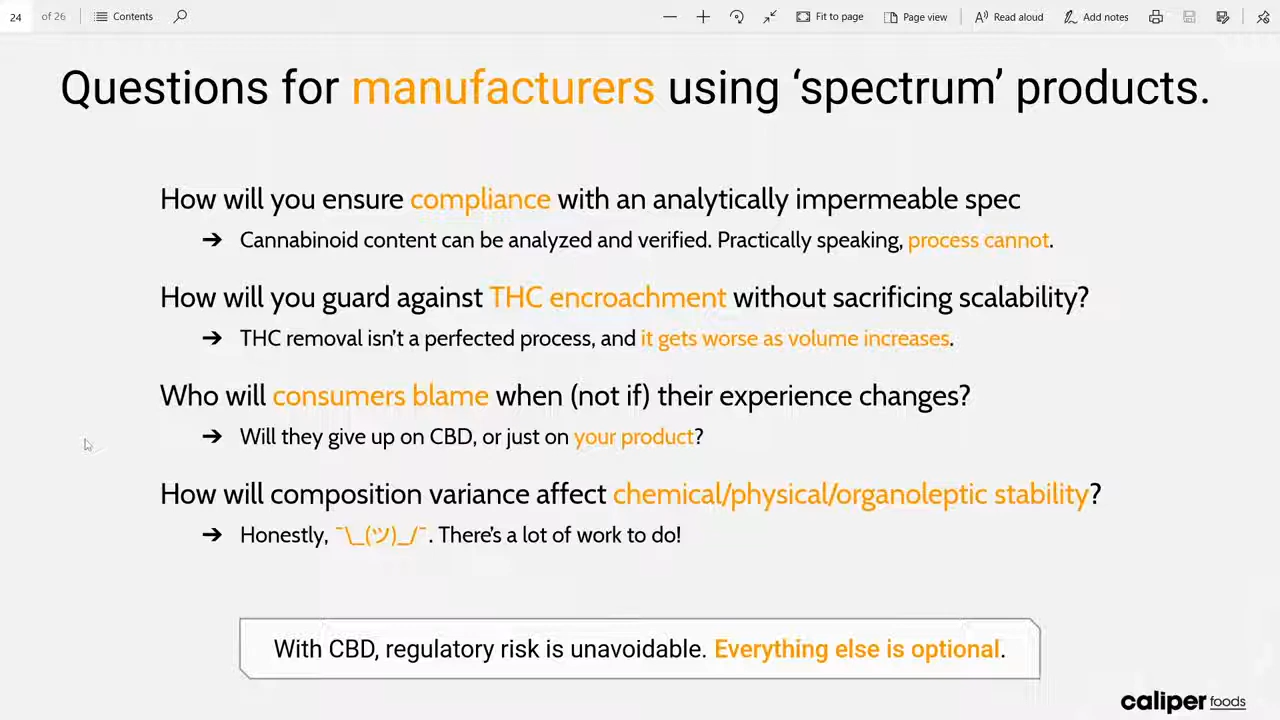 24 of 26 Contents Fit to page Page view Read aloud Add notes
Questions for manufacturers using ‘spectrum’ products.
How will you ensure compliance with an analytically impermeable spec
➔ Cannabinoid content can be analyzed and verified. Practically speaking, process cannot.
How will you guard against THC encroachment without sacrificing scalability?
➔ THC removal isn’t a perfected process, and it gets worse as volume increases.
Who will consumers blame when (not if) their experience changes?
➔ Will they give up on CBD, or just on your product?
How will composition variance affect chemical/physical/organoleptic stability?
➔ Honestly, ¯\_(ツ)_/¯. There’s a lot of work to do!
With CBD, regulatory risk is unavoidable. Everything else is optional.
caliper foods